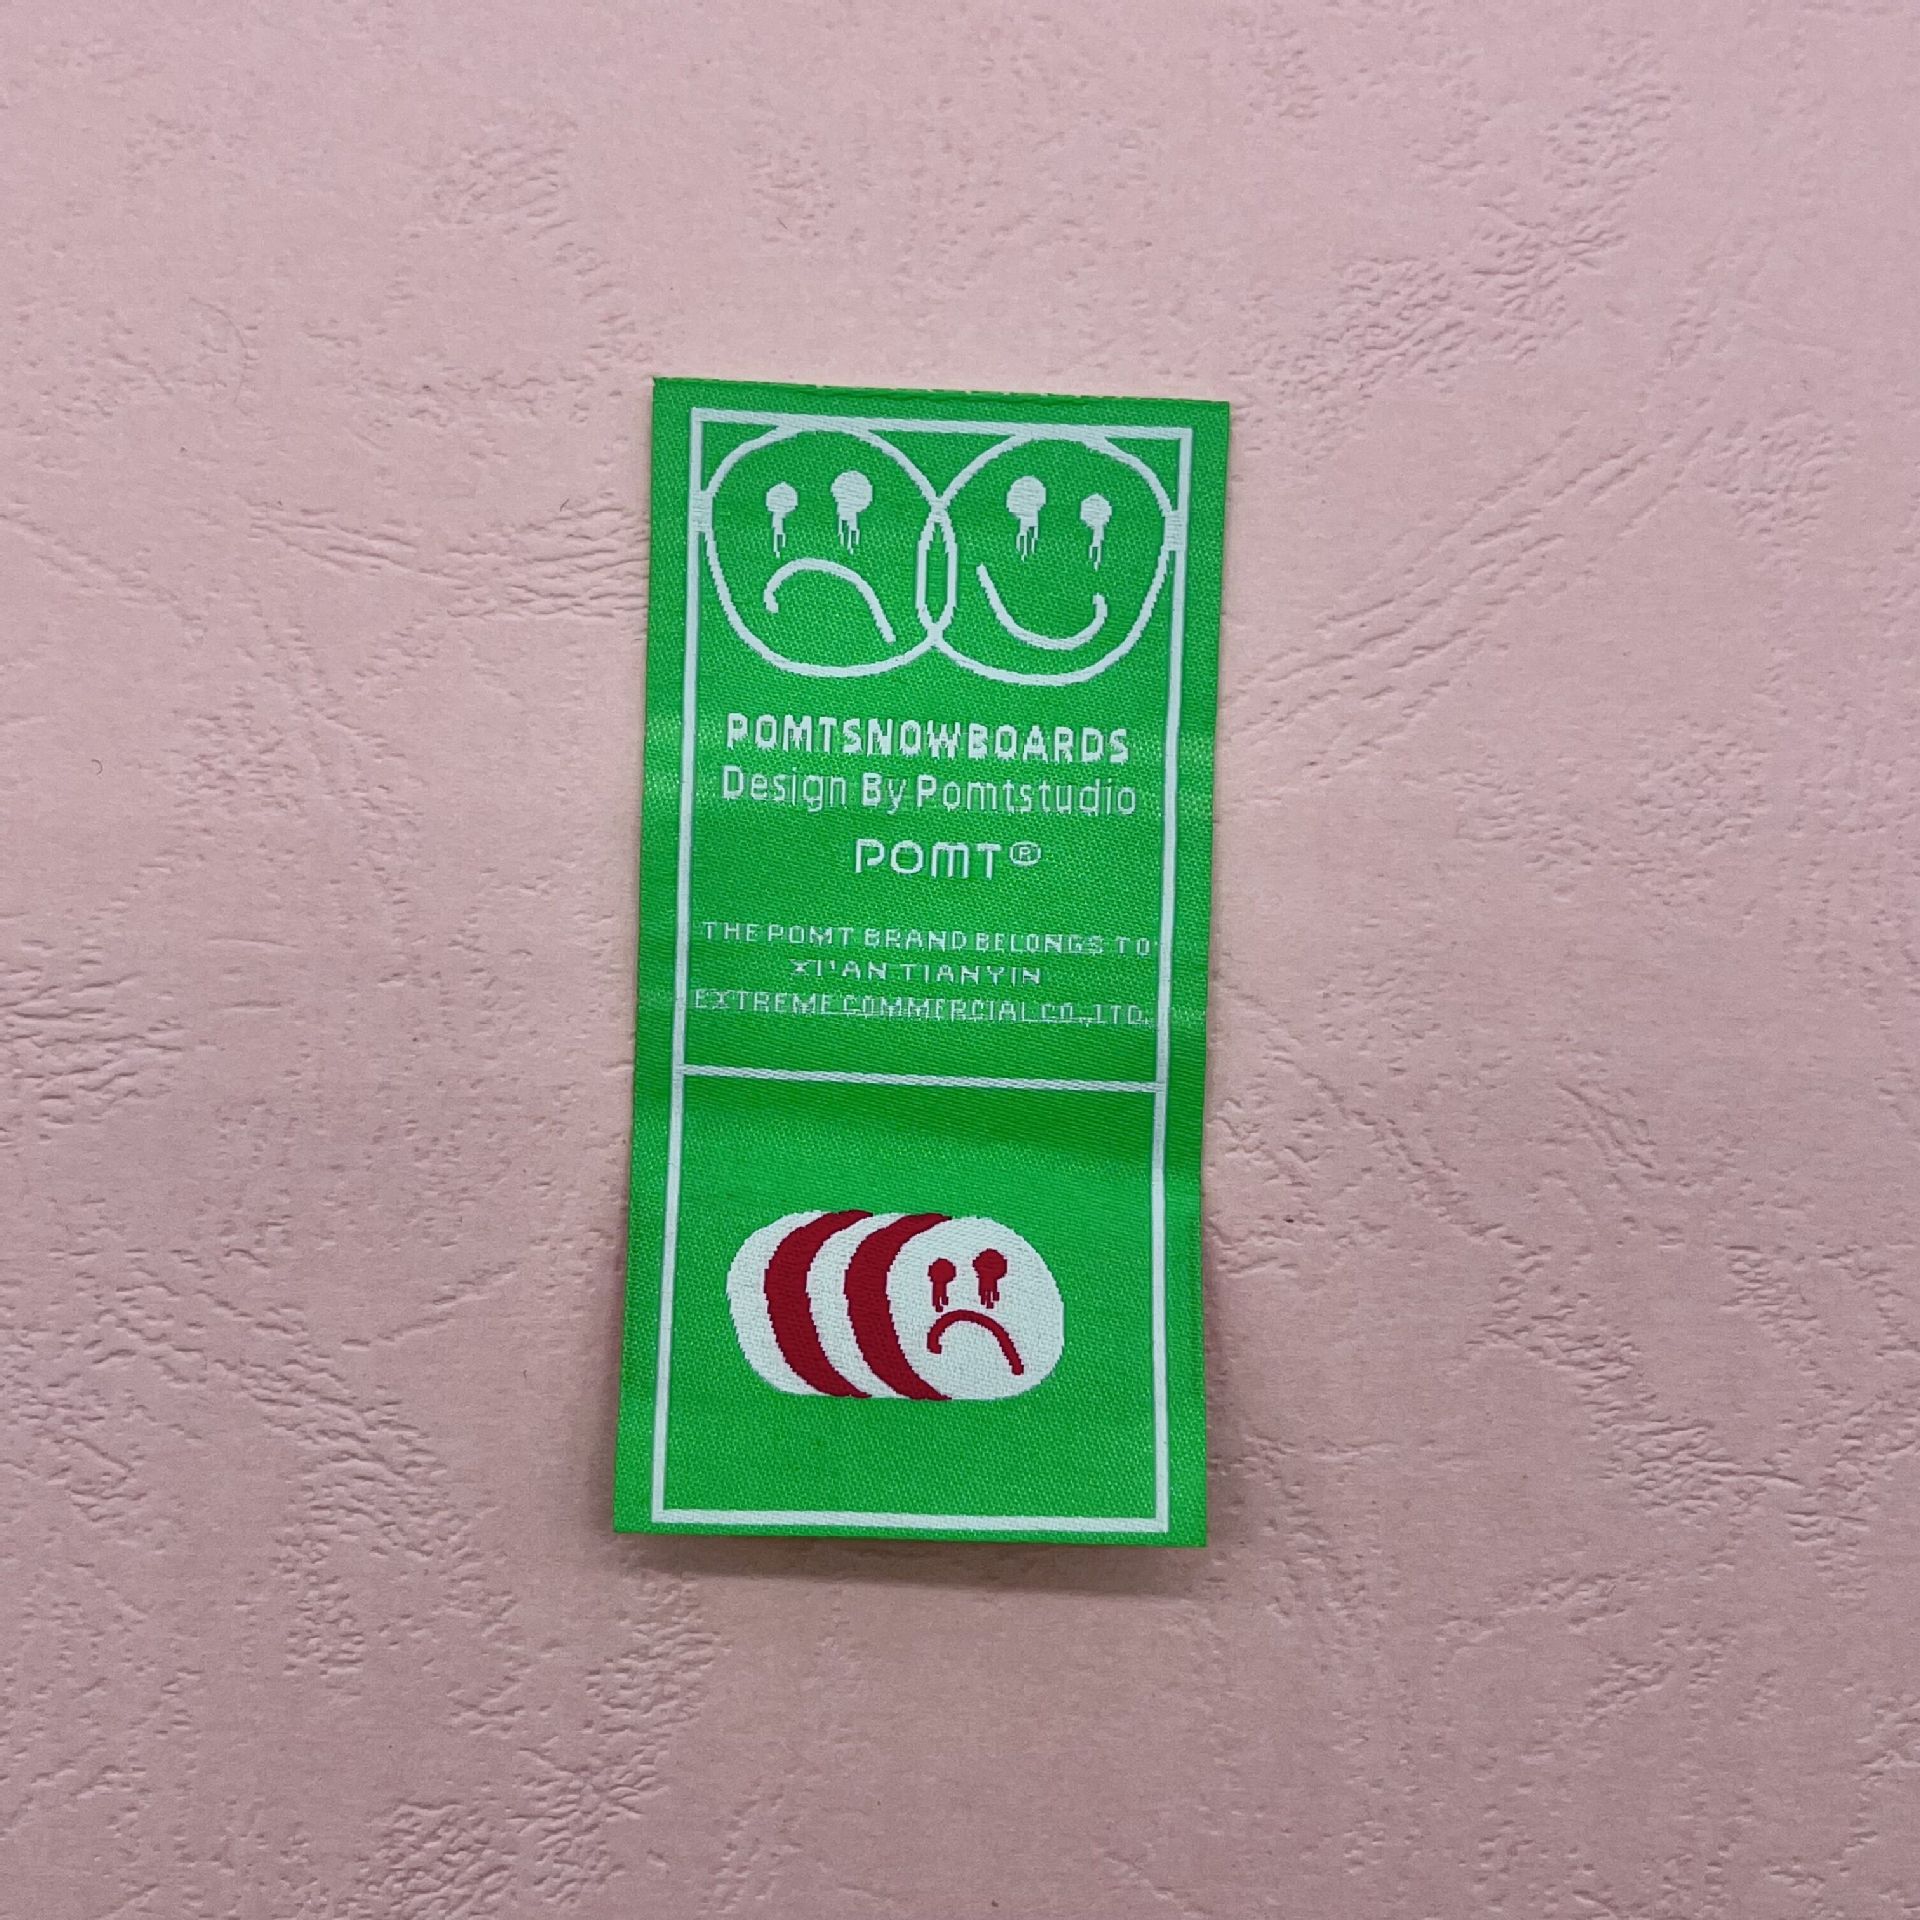 POMTSNOWBOARDS
Design By Pomtstudio
POMT®
THE POMT BRAND BELONGS TO
XI'AN TIANYIN
EXTREME COMMERCIAL CO.,LTD.